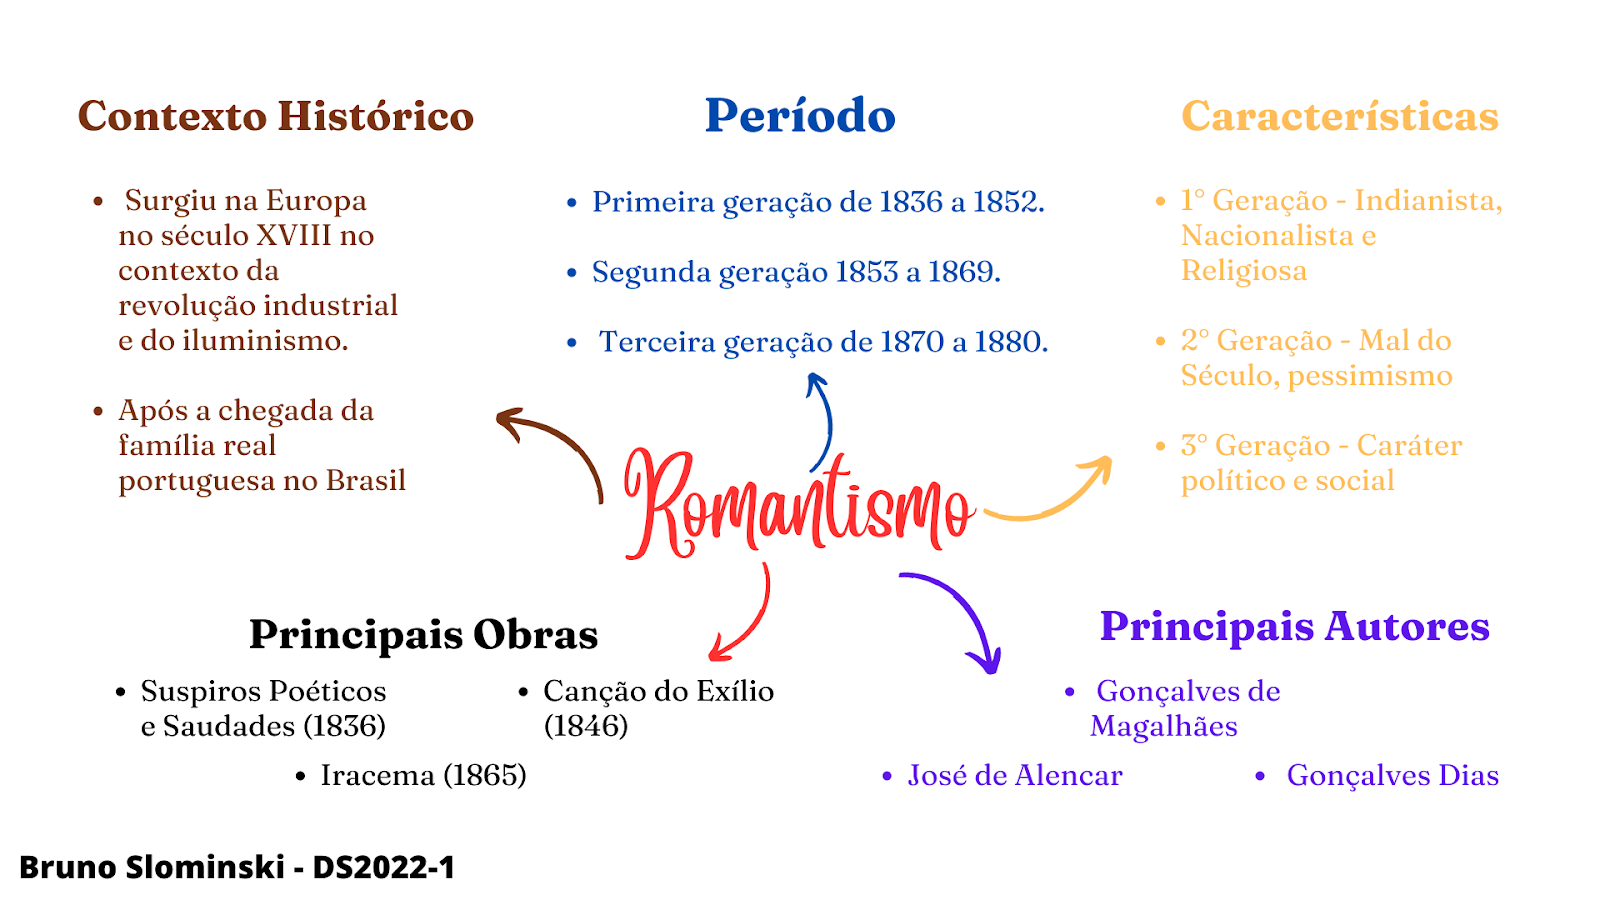 Contexto Histórico
Surgiu na Europa
no século XVIII no
contexto da
revolução industrial
e do iluminismo.
Após a chegada da
família real
portuguesa no Brasil
Período
Primeira geração de 1836 a 1852.
Segunda geração 1853 a 1869.
Terceira geração de 1870 a 1880.
Características
1° Geração - Indianista,
Nacionalista e
Religiosa
2° Geração - Mal do
Século, pessimismo
3° Geração - Caráter
político e social
Romantismo
Principais Obras
Suspiros Poéticos
e Saudades (1836)
Canção do Exílio
(1846)
Iracema (1865)
Principais Autores
Gonçalves de
Magalhães
José de Alencar
Gonçalves Dias
Bruno Slominski - DS2022-1